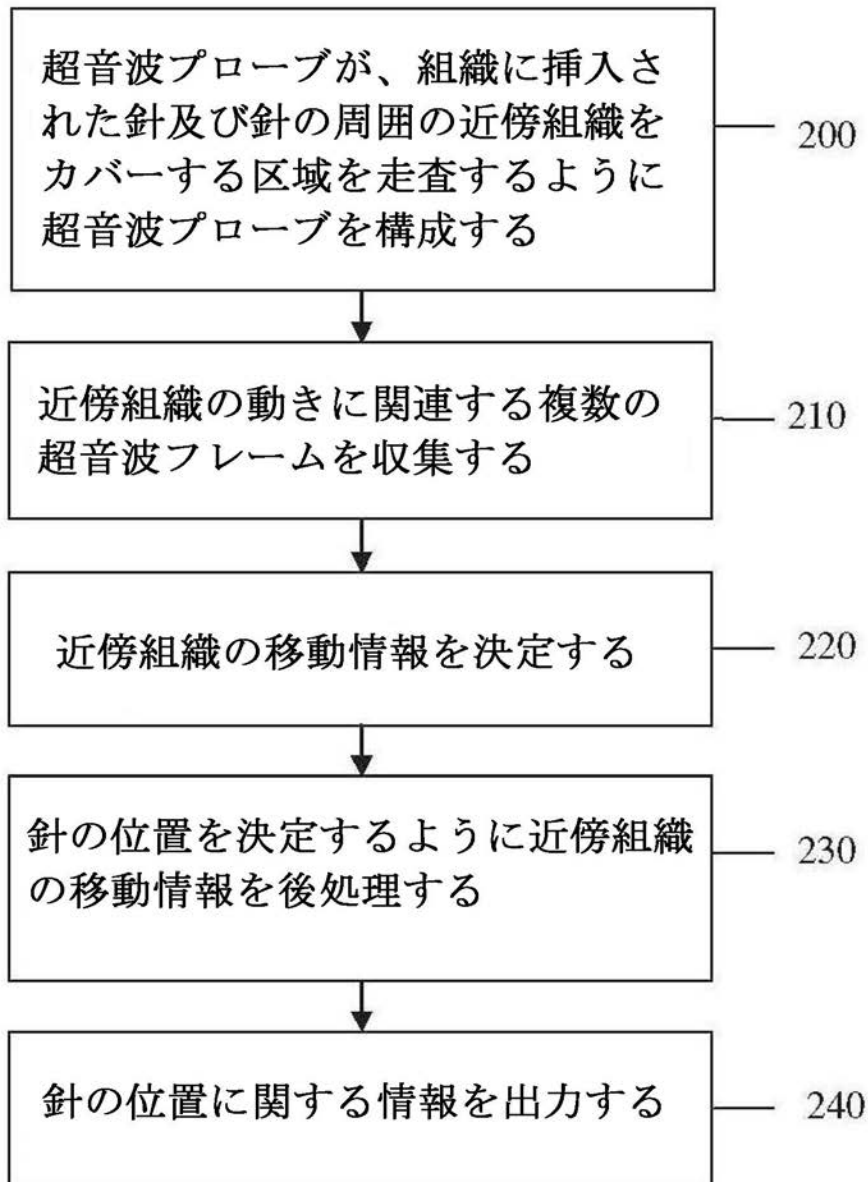 超音波プローブが、組織に挿入さ
れた針及び針の周囲の近傍組織を
カバーする区域を走査するように
超音波プローブを構成する
200
近傍組織の動きに関連する複数の
超音波フレームを収集する
210
近傍組織の移動情報を決定する
220
針の位置を決定するように近傍組織
の移動情報を後処理する
230
針の位置に関する情報を出力する
240